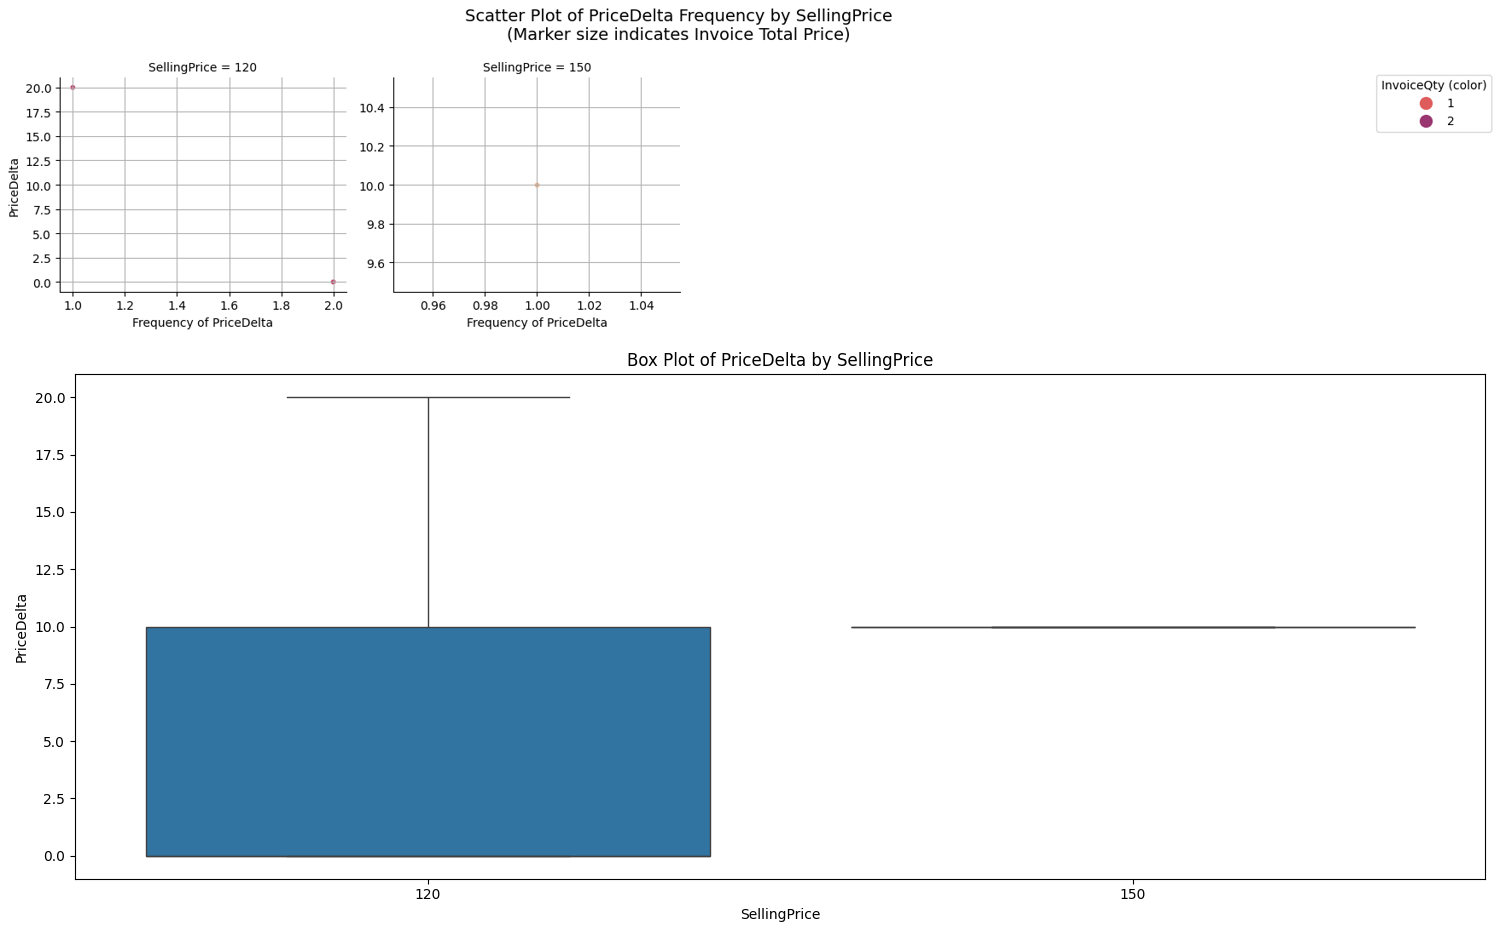 Scatter Plot of PriceDelta Frequency by SellingPrice
(Marker size indicates Invoice Total Price)
SellingPrice = 120
SellingPrice = 150
InvoiceQty (color)
1
2
PriceDelta
20.0
17.5
15.0
12.5
10.0
7.5
5.0
2.5
0.0
1.0 1.2 1.4 1.6 1.8 2.0
Frequency of PriceDelta
10.4
10.2
10.0
9.8
9.6
0.96 0.98 1.00 1.02 1.04
Frequency of PriceDelta
Box Plot of PriceDelta by SellingPrice
PriceDelta
20.0
17.5
15.0
12.5
10.0
7.5
5.0
2.5
0.0
120 150
SellingPrice